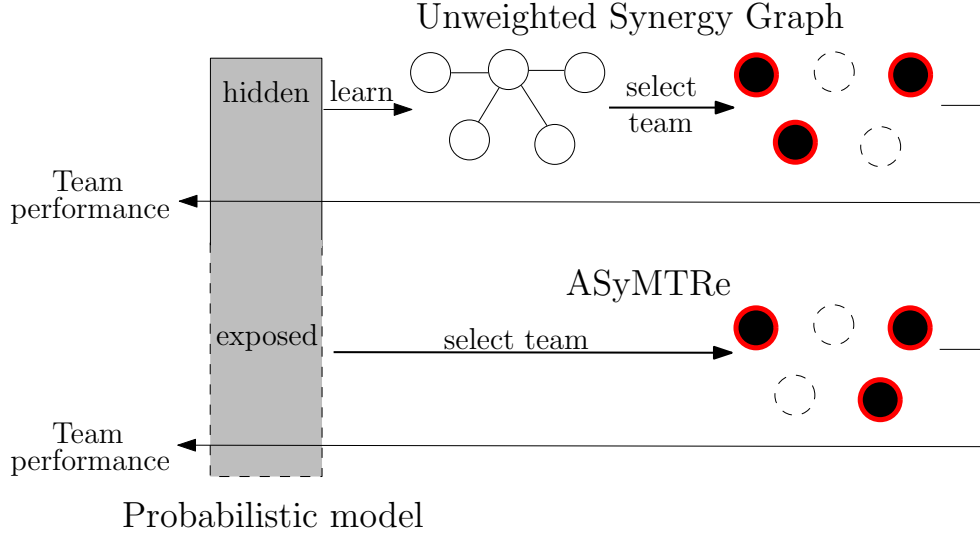 Unweighted Synergy Graph
hidden
learn
select
team
Team
performance
ASyMTRe
exposed
select team
Team
performance
Probabilistic model